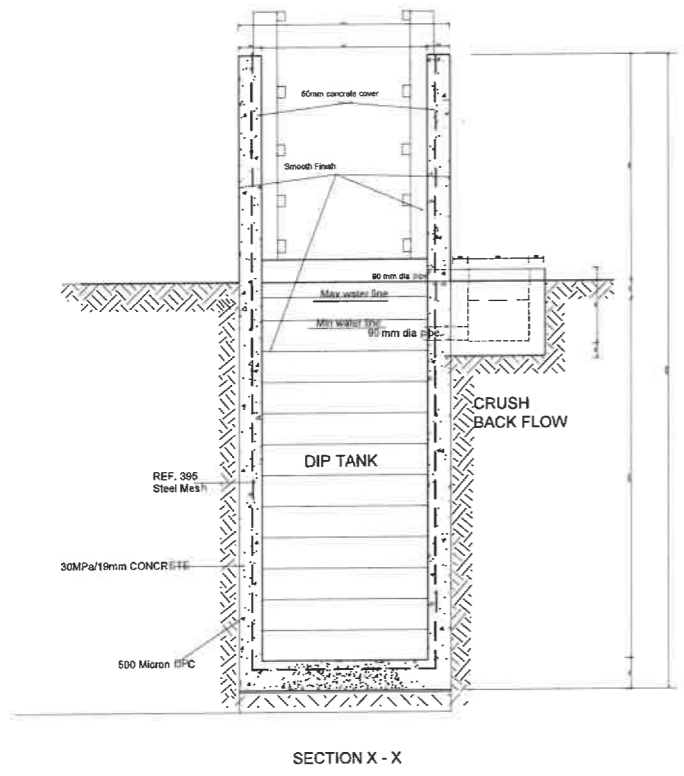 50mm concrete cover
Smooth Finish
90 mm dia pipe
Max water line
Min water line
90 mm dia pipe
CRUSH
BACK FLOW
DIP TANK
REF. 395
Steel Mesh
30MPa/19mm CONCRETE
500 Micron DPC
SECTION X - X